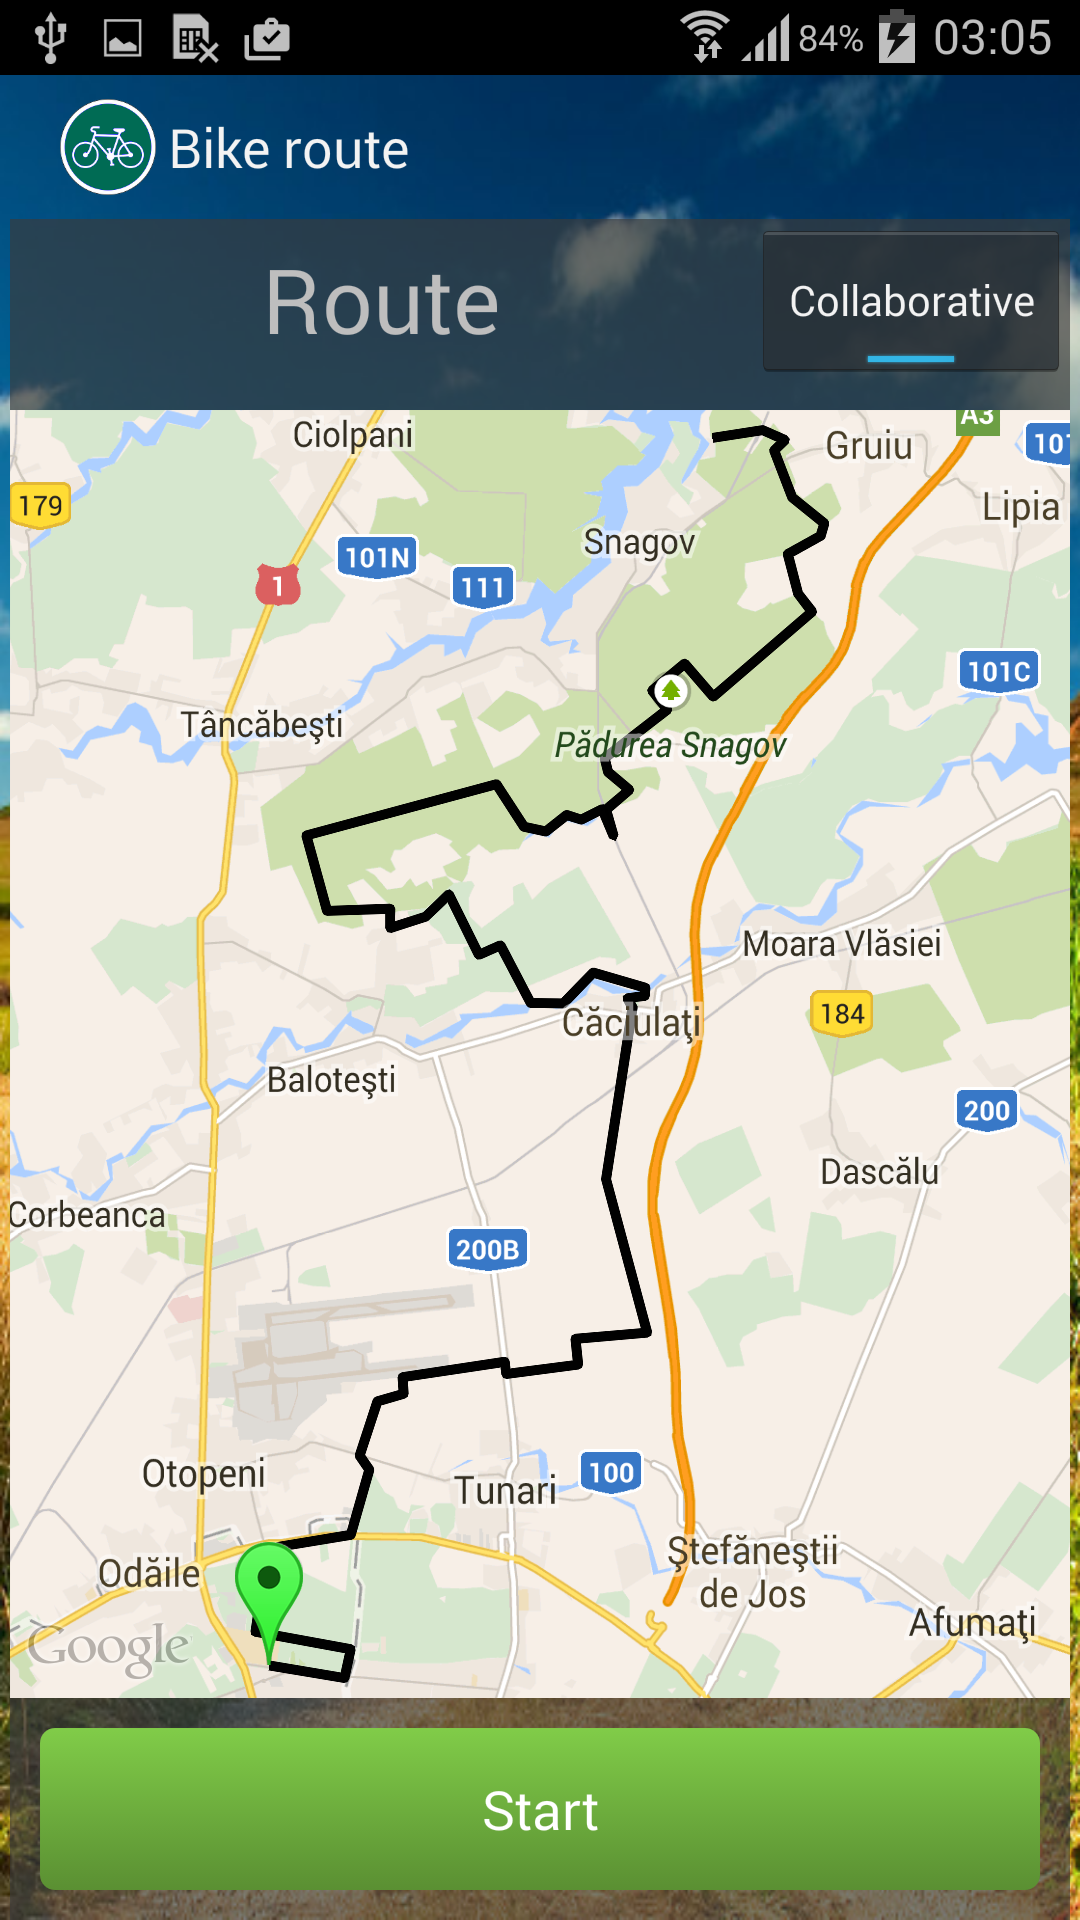 84% 03:05
Bike route
Route
Collaborative
Ciolpani
A3
Gruiu
101
179
Lipia
Snagov
101N
111
1
101C
Tâncăbeşti
Pădurea Snagov
Moara Vlăsiei
184
Căciulaţi
Baloteşti
200
Dascălu
Corbeanca
200B
Otopeni
100
Tunari
Ştefăneştii
de Jos
Odăile
Afumaţi
Google
Start